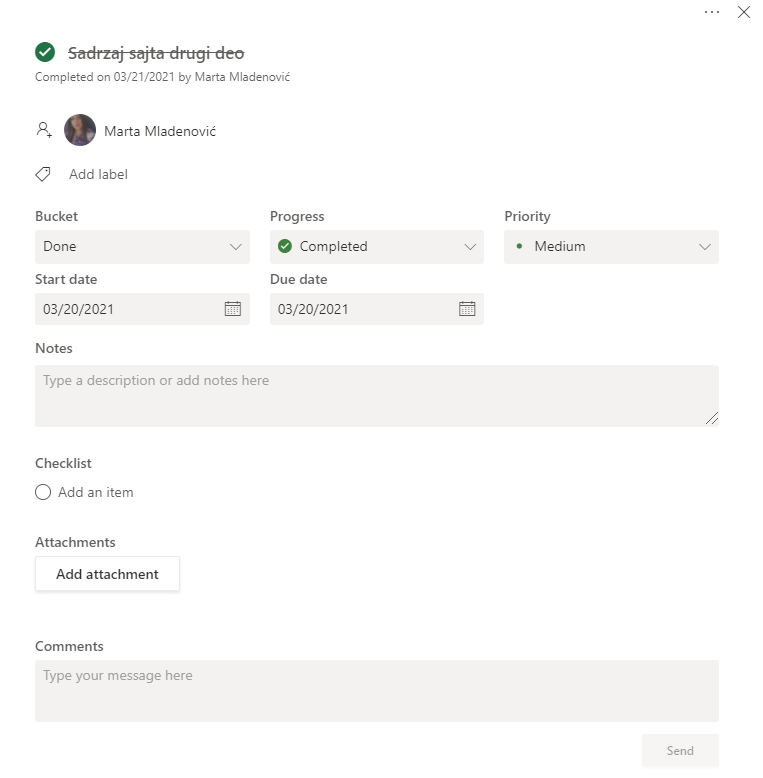 Sadrzaj sajta drugi deo
Completed on 03/21/2021 by Marta Mladenović
Marta Mladenović
Add label
Bucket Progress Priority
Done Completed Medium
Start date Due date
03/20/2021 03/20/2021
Notes
Type a description or add notes here
Checklist
Add an item
Attachments
Add attachment
Comments
Type your message here
Send